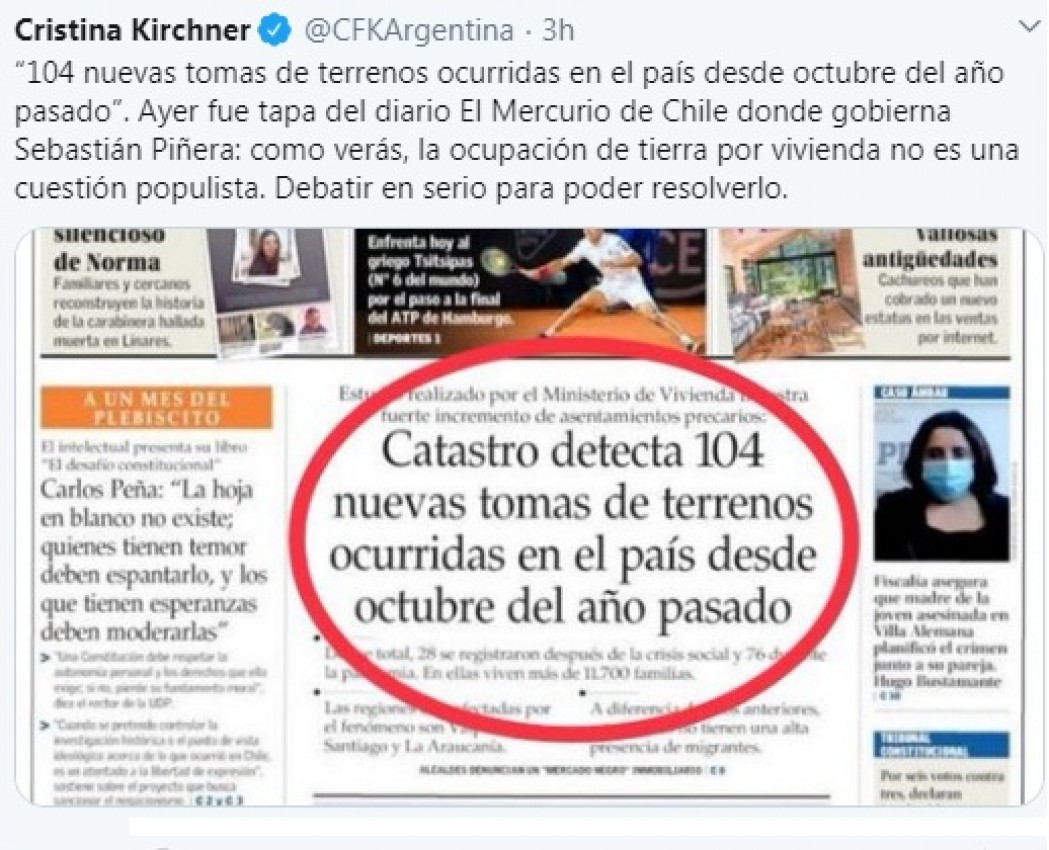 Cristina Kirchner @CFKArgentina · 3h
“104 nuevas tomas de terrenos ocurridas en el país desde octubre del año
pasado”. Ayer fue tapa del diario El Mercurio de Chile donde gobierna
Sebastián Piñera: como verás, la ocupación de tierra por vivienda no es una
cuestión populista. Debatir en serio para poder resolverlo.
silencioso
de Norma
Familiares y cercanos
reconstruyen la historia
de la carabinera hallada
muerta en Linares.
Enfrenta hoy al
griego Tsitsipas
(N° 6 del mundo)
por el paso a la final
del ATP de Hamburgo.
DEPORTES 1
Valiosas
antigüedades
Cachureos que han
cobrado un nuevo
estatus en las ventas
por internet.
A UN MES DEL
PLEBISCITO
El intelectual presenta su libro
"El desafío constitucional"
Carlos Peña: “La hoja
en blanco no existe;
quienes tienen temor
deben espantarlo, y los
que tienen esperanzas
deben moderarlas”
> "Una Constitución debe respetar la
autonomía personal y los derechos que ella
exige; si no, pierde su fundamento moral",
dice el rector de la UDP.
> "Cuando se pretende controlar la
investigación histórica o el punto de vista
ideológico acerca de lo que ocurrió en Chile,
es un atentado a la libertad de expresión",
sostiene sobre el proyecto que busca
sancionar el negacionismo. C 2 y C 3
realizado por el Ministerio de Vivienda
fuerte incremento de asentamientos precarios:
Catastro detecta 104
nuevas tomas de terrenos
ocurridas en el país desde
octubre del año pasado
total, 28 se registraron después de la crisis social y 76
En ellas viven más de 11.700 familias.
Las regiones por
el fenómeno son
Santiago y La Araucanía.
A diferencia anteriores,
tienen una alta
presencia de migrantes.
ALCALDES DENUNCIAN UN "MERCADO NEGRO" INMOBILIARIO
CASO ÁMBAR
Fiscalía asegura
que madre de la
joven asesinada en
Villa Alemana
planificó el crimen
junto a su pareja,
Hugo Bustamante
TRIBUNAL
CONSTITUCIONAL
Por seis votos contra
tres, declaran